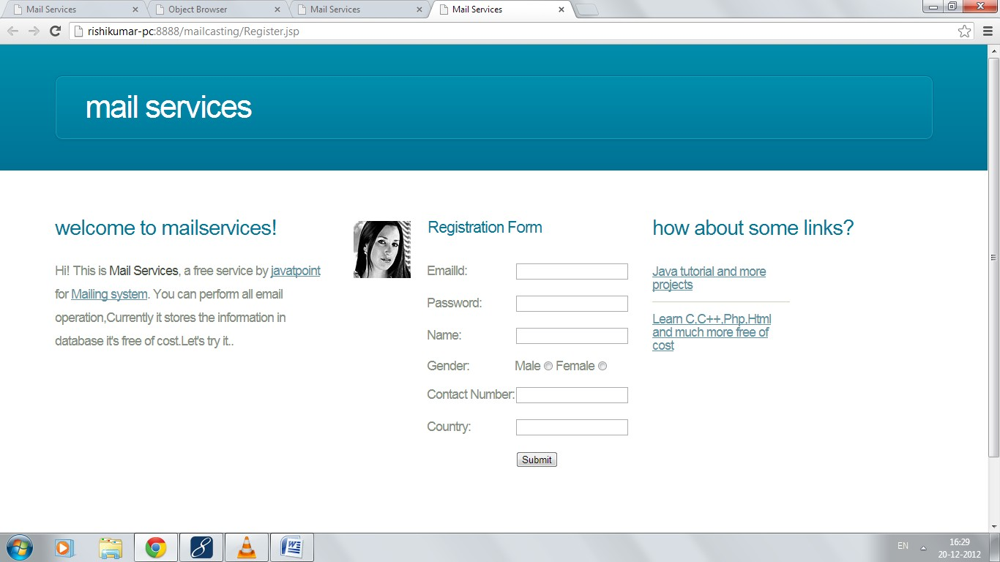 Mail Services
Object Browser
Mail Services
Mail Services
rishikumar-pc:8888/mailcasting/Register.jsp
mail services
welcome to mailservices!
Hi! This is Mail Services, a free service by javatpoint
for Mailing system. You can perform all email
operation,Currently it stores the information in
database it's free of cost.Let's try it..
Registration Form
EmailId:
Password:
Name:
Gender: Male Female
Contact Number:
Country:
Submit
how about some links?
Java tutorial and more
projects
Learn C,C++,Php,Html
and much more free of
cost
EN
16:29
20-12-2012